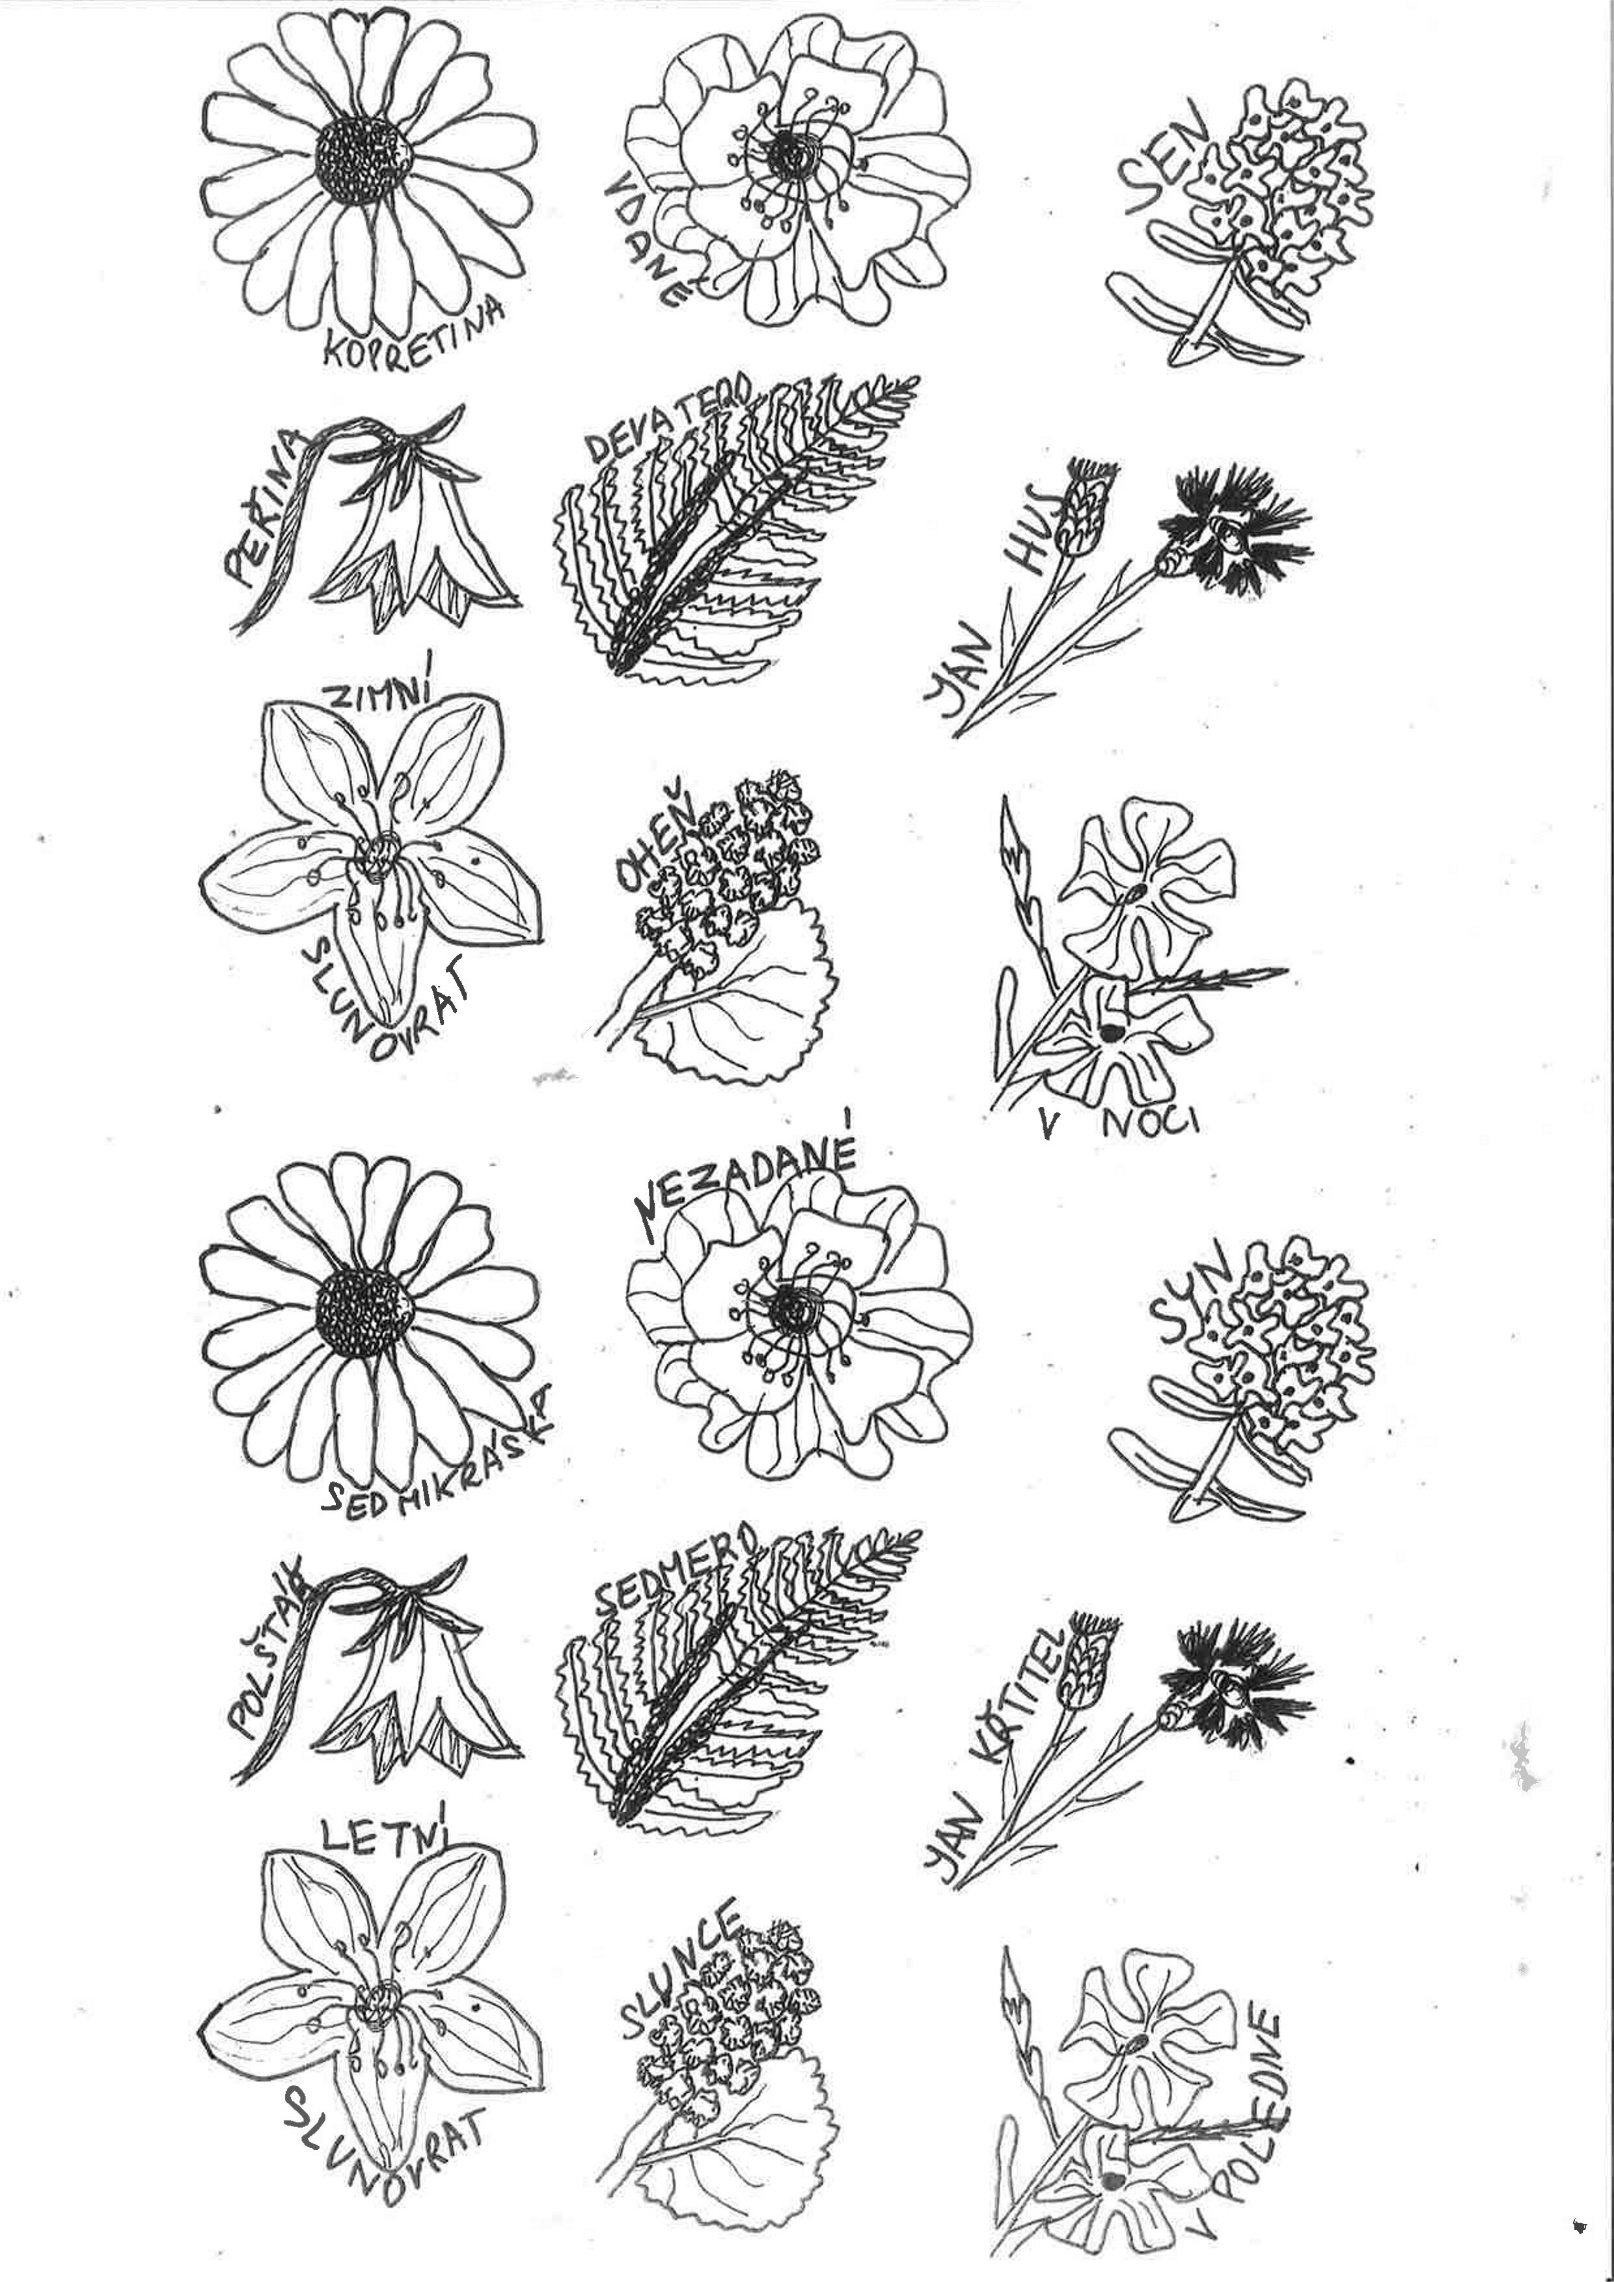 KOPRETINA
VDANÉ
SEN
PEŘINA
DEVATERO
JAN HUS
ZIMNÍ
SLUNOVRAT
OHEŇ
V NOCI
SEDMIKRÁSKA
NEZADANÉ
SYN
POLŠTÁŘ
SEDMERO
JAN KŘTITEL
LETNÍ
SLUNOVRAT
SLUNCE
V POLEDNE